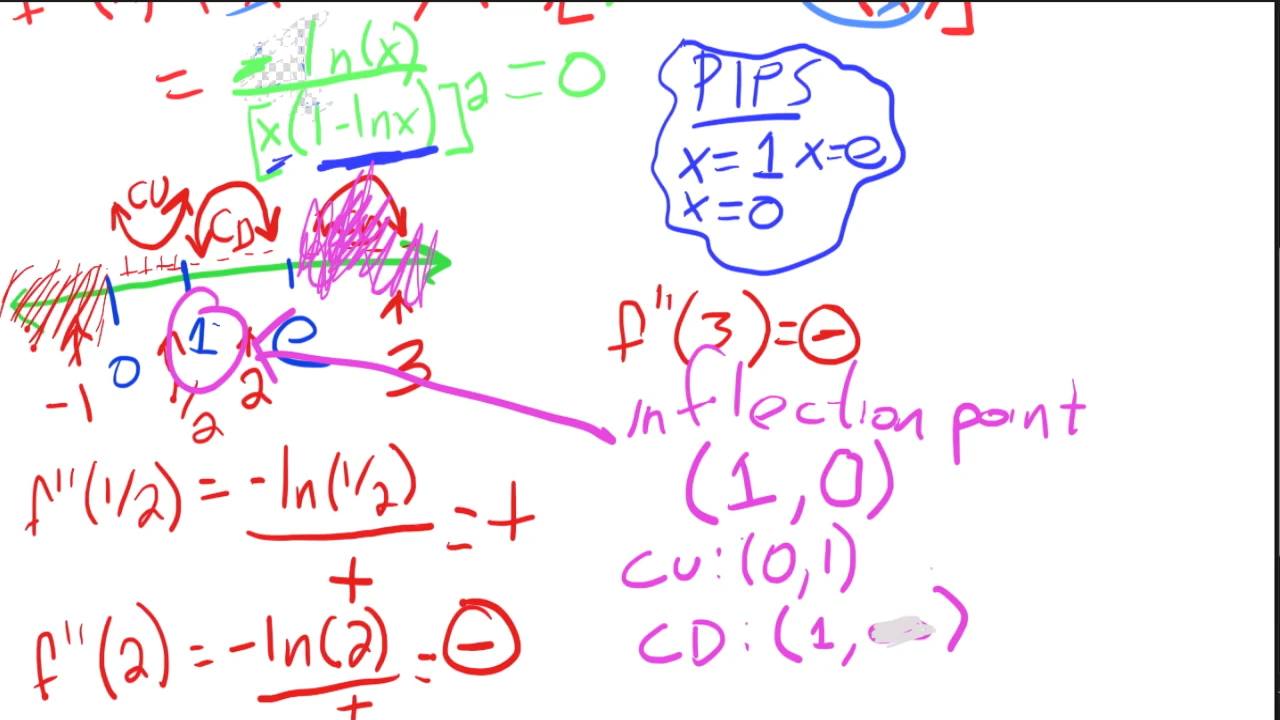 = -ln(x) / [x(1-lnx)]² = 0
PIPS
x=1 x=e
x=0
CU CD
-1 0 1/2 1 2 e 3
f''(3)=⊖
inflection point
(1,0)
f''(1/2) = -ln(1/2) / + = +
CU: (0,1)
f''(2) = -ln(2) / + = ⊖
CD: (1, )